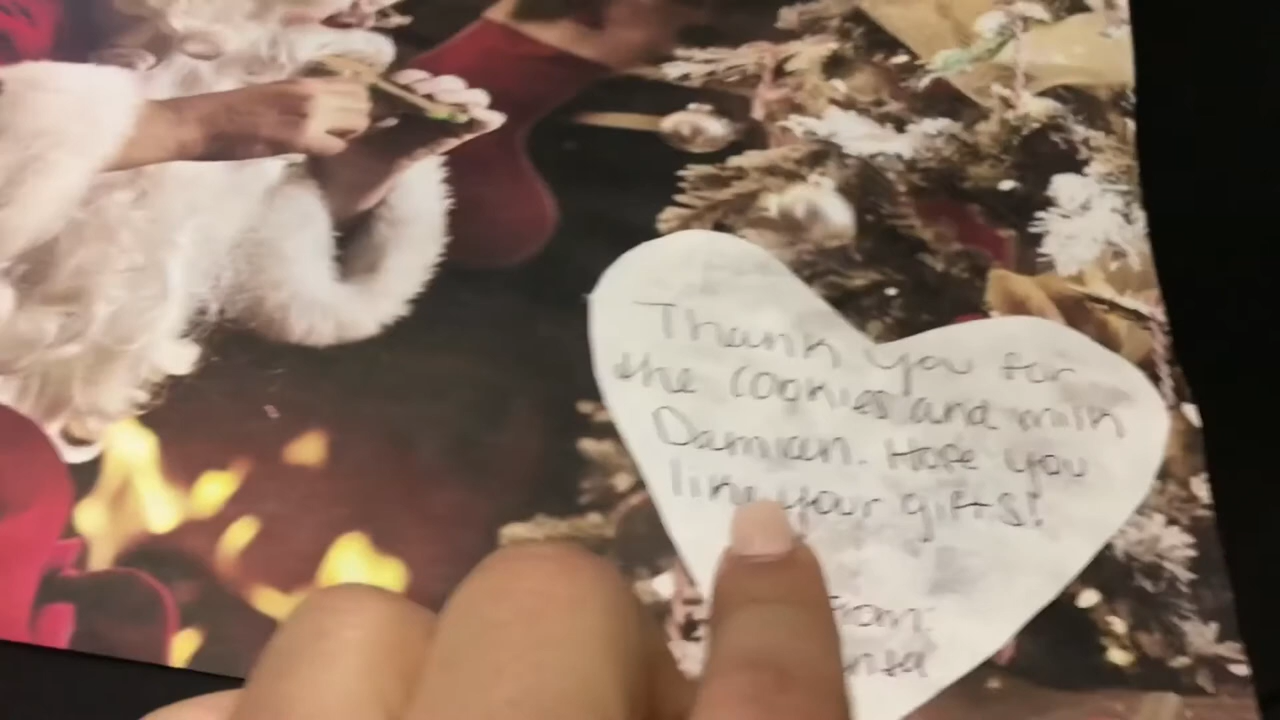 Thank you for
the cookies and milk
Damien. Hope you
like your gifts!